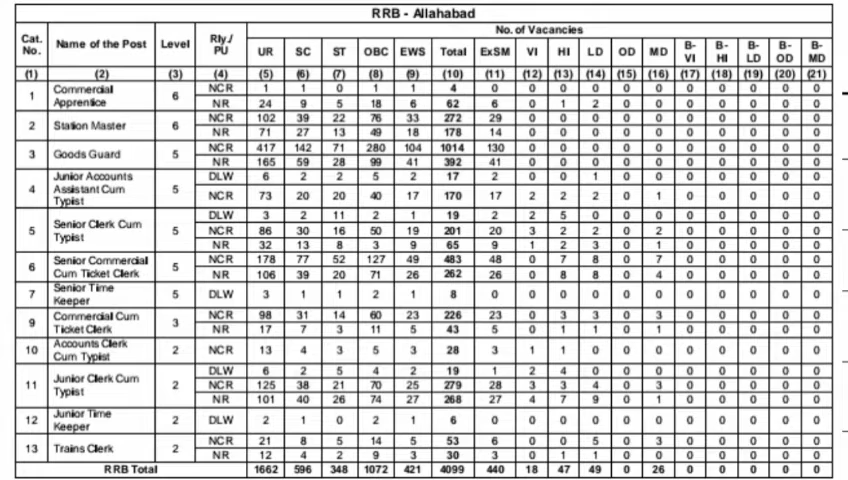 RRB - Allahabad
Cat. No. Name of the Post Level Rly./ PU No. of Vacancies
UR SC ST OBC EWS Total ExSM VI HI LD OD MD B-VI B-HI B-LD B-OD B-MD
(1) (2) (3) (4) (5) (6) (7) (8) (9) (10) (11) (12) (13) (14) (15) (16) (17) (18) (19) (20) (21)
1 Commercial Apprentice 6 NCR 1 1 0 1 1 4 0 0 0 0 0 0 0 0 0 0 0
NR 24 9 5 18 6 62 6 0 1 2 0 0 0 0 0 0 0
2 Station Master 6 NCR 102 39 22 76 33 272 29 0 0 0 0 0 0 0 0 0 0
NR 71 27 13 49 18 178 14 0 0 0 0 0 0 0 0 0 0
3 Goods Guard 5 NCR 417 142 71 280 104 1014 130 0 0 0 0 0 0 0 0 0 0
NR 165 59 28 99 41 392 41 0 0 0 0 0 0 0 0 0 0
4 Junior Accounts Assistant Cum Typist 5 DLW 6 2 2 5 2 17 2 0 0 1 0 0 0 0 0 0 0
NCR 73 20 20 40 17 170 17 2 2 2 0 1 0 0 0 0 0
5 Senior Clerk Cum Typist 5 DLW 3 2 11 2 1 19 2 2 5 0 0 0 0 0 0 0 0
NCR 86 30 16 50 19 201 20 3 2 2 0 2 0 0 0 0 0
NR 32 13 8 3 9 65 9 1 2 3 0 1 0 0 0 0 0
6 Senior Commercial Cum Ticket Clerk 5 NCR 178 77 52 127 49 483 48 0 7 8 0 7 0 0 0 0 0
NR 106 39 20 71 26 262 26 0 8 8 0 4 0 0 0 0 0
7 Senior Time Keeper 5 DLW 3 1 1 2 1 8 0 0 0 0 0 0 0 0 0 0 0
9 Commercial Cum Ticket Clerk 3 NCR 98 31 14 60 23 226 23 0 3 3 0 3 0 0 0 0 0
NR 17 7 3 11 5 43 5 0 1 1 0 1 0 0 0 0 0
10 Accounts Clerk Cum Typist 2 NCR 13 4 3 5 3 28 3 1 1 0 0 0 0 0 0 0 0
11 Junior Clerk Cum Typist 2 DLW 6 2 5 4 2 19 1 2 4 0 0 0 0 0 0 0 0
NCR 125 38 21 70 25 279 28 3 3 4 0 3 0 0 0 0 0
NR 101 40 26 74 27 268 27 4 7 9 0 1 0 0 0 0 0
12 Junior Time Keeper 2 DLW 2 1 0 2 1 6 0 0 0 0 0 0 0 0 0 0 0
13 Trains Clerk 2 NCR 21 8 5 14 5 53 6 0 0 5 0 3 0 0 0 0 0
NR 12 4 2 9 3 30 3 0 1 1 0 0 0 0 0 0 0
RRB Total 1662 596 348 1072 421 4099 440 18 47 49 0 26 0 0 0 0 0